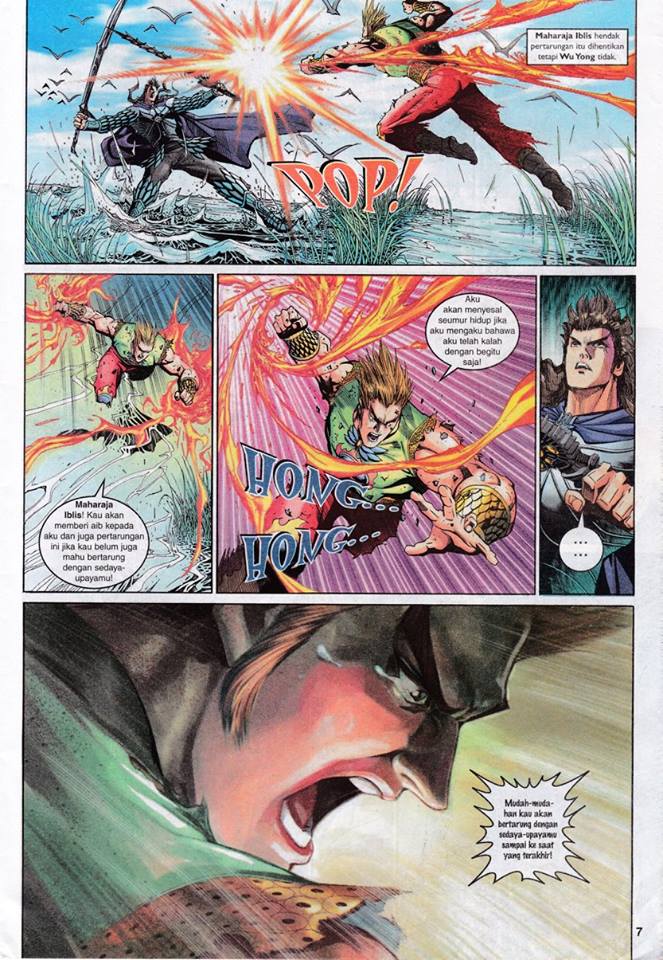 Maharaja Iblis hendak
pertarungan itu dihentikan
tetapi Wu Yong tidak.
POP!
Maharaja
Iblis! Kau akan
memberi aib kepada
aku dan juga pertarungan
ini jika kau belum juga
mahu bertarung
dengan sedaya-
upayamu!
Aku
akan menyesal
seumur hidup jika
aku mengaku bahawa
aku telah kalah
dengan begitu
saja!
HONG...
HONG...
...
...
Mudah-muda-
han kau akan
bertarung dengan
sedaya-upayamu
sampai ke saat
yang terakhir!
7